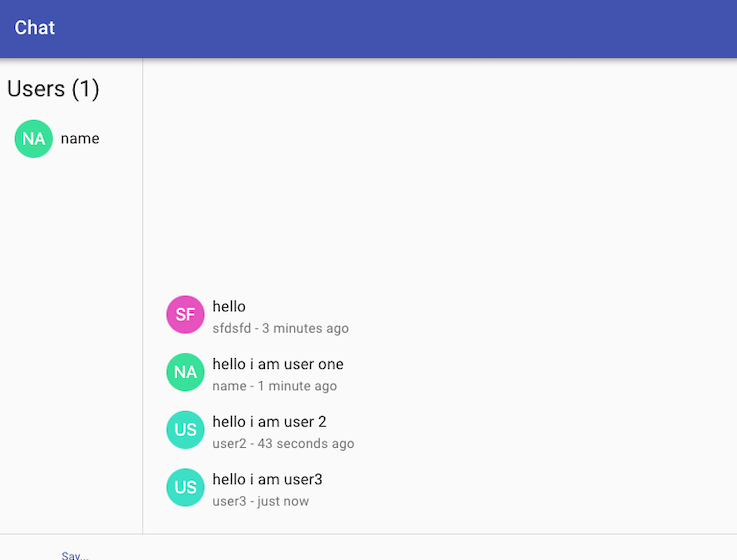 Chat
Users (1)
NA name
SF hello
sfdsfd - 3 minutes ago
NA hello i am user one
name - 1 minute ago
US hello i am user 2
user2 - 43 seconds ago
US hello i am user3
user3 - just now
Say...